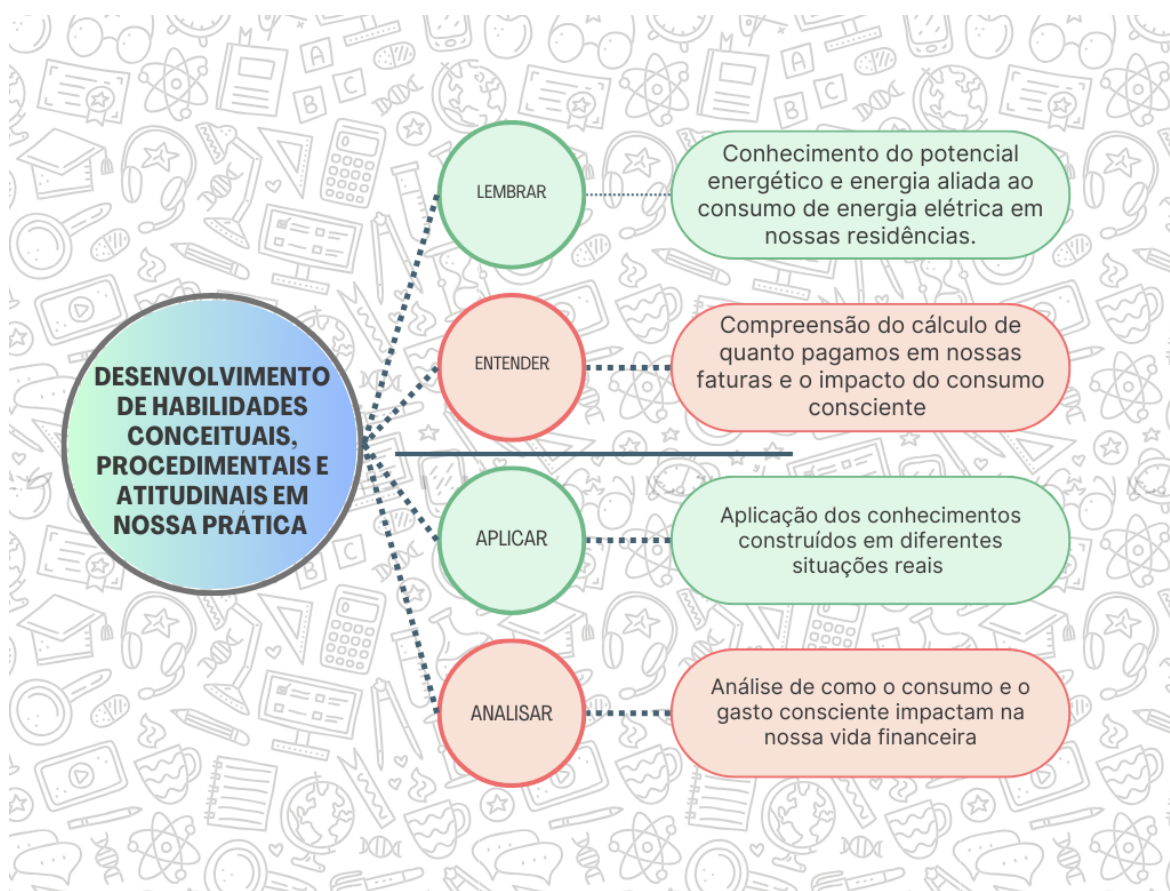 DESENVOLVIMENTO
DE HABILIDADES
CONCEITUAIS,
PROCEDIMENTAIS E
ATITUDINAIS EM
NOSSA PRÁTICA
LEMBRAR
Conhecimento do potencial
energético e energia aliada ao
consumo de energia elétrica em
nossas residências.
ENTENDER
Compreensão do cálculo de
quanto pagamos em nossas
faturas e o impacto do consumo
consciente
APLICAR
Aplicação dos conhecimentos
construídos em diferentes
situações reais
ANALISAR
Análise de como o consumo e o
gasto consciente impactam na
nossa vida financeira